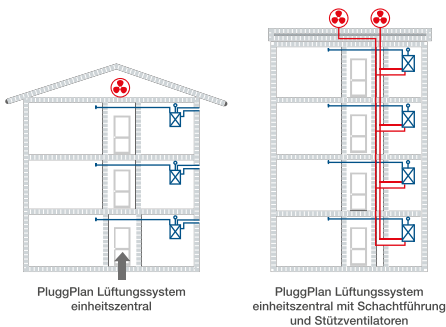 PluggPlan Lüftungssystem
einheitszentral
PluggPlan Lüftungssystem
einheitszentral mit Schachtführung
und Stützventilatoren